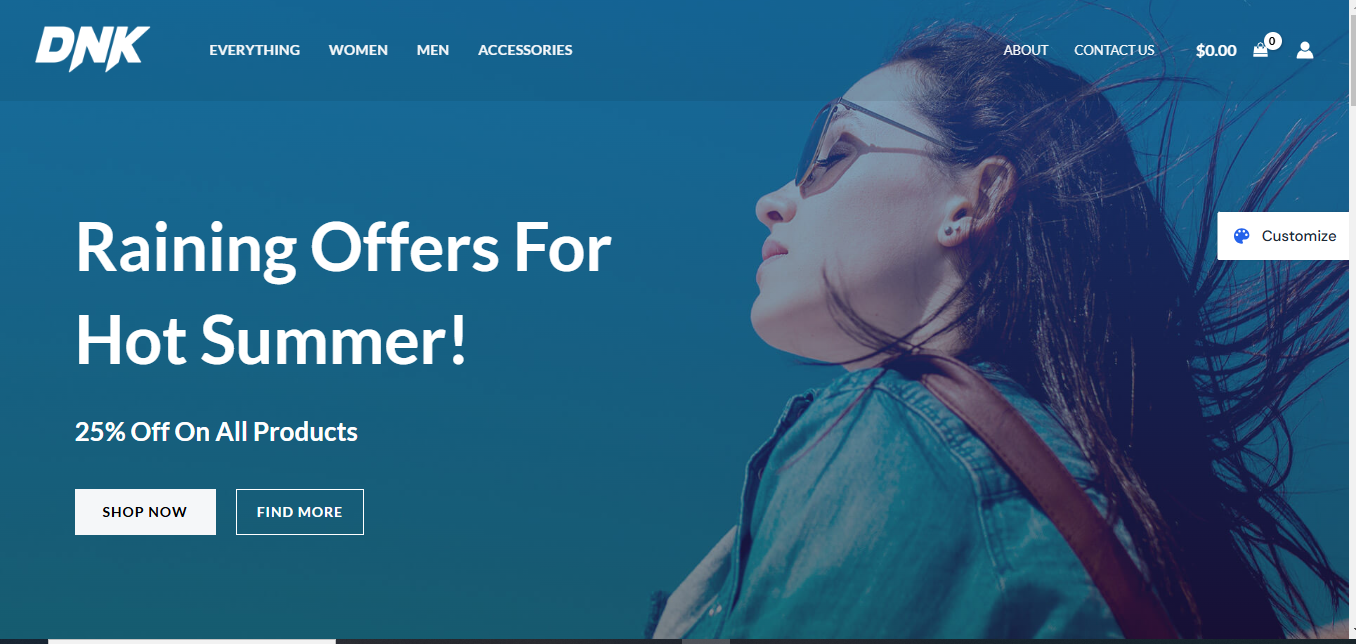 DNK
EVERYTHING WOMEN MEN ACCESSORIES
ABOUT CONTACT US $0.00 0
Customize
Raining Offers For
Hot Summer!
25% Off On All Products
SHOP NOW FIND MORE